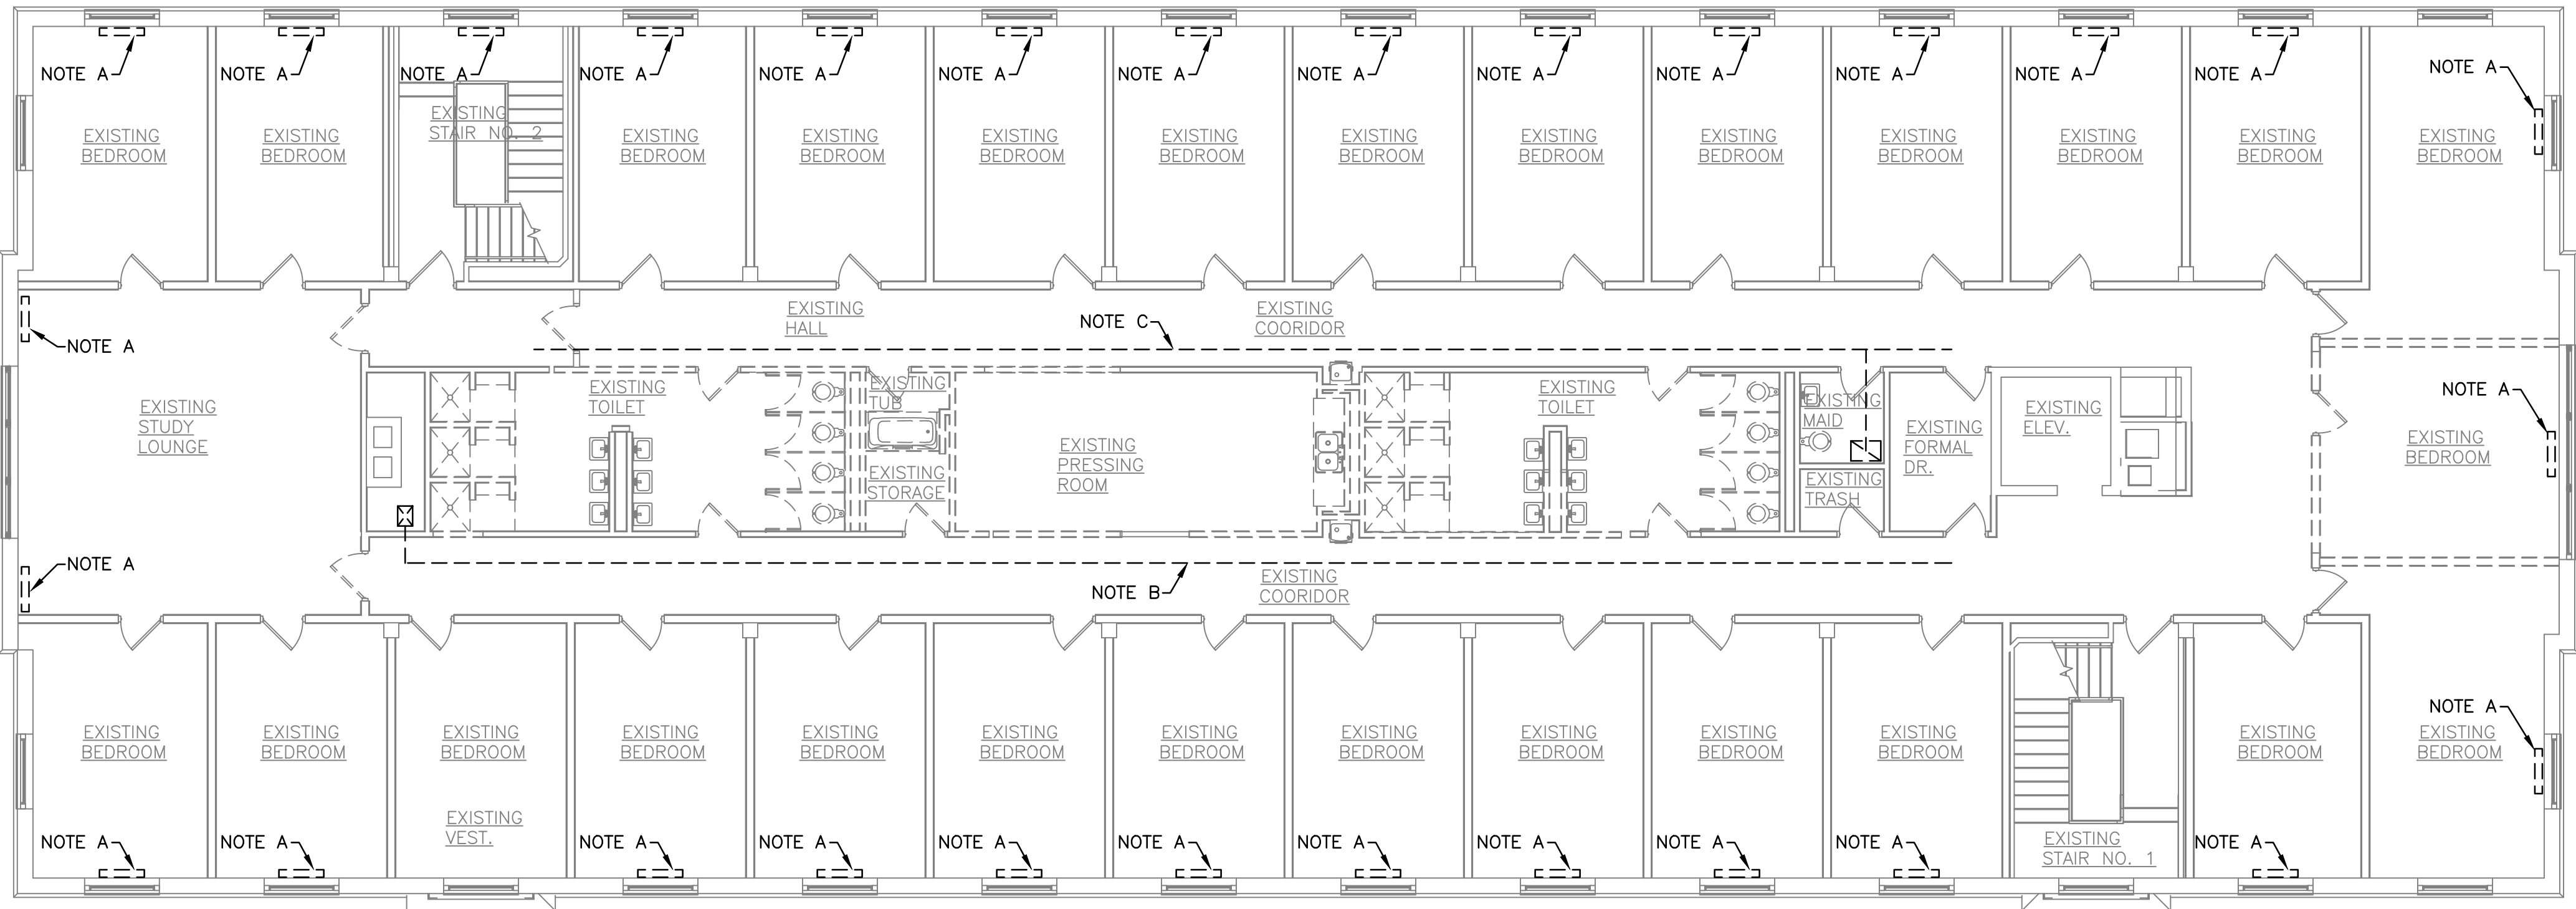 NOTE A
NOTE A
NOTE A
NOTE A
NOTE A
NOTE A
NOTE A
NOTE A
NOTE A
NOTE A
NOTE A
NOTE A
NOTE A
NOTE A
EXISTING
BEDROOM
EXISTING
BEDROOM
EXISTING
STAIR NO. 2
EXISTING
BEDROOM
EXISTING
BEDROOM
EXISTING
BEDROOM
EXISTING
BEDROOM
EXISTING
BEDROOM
EXISTING
BEDROOM
EXISTING
BEDROOM
EXISTING
BEDROOM
EXISTING
BEDROOM
EXISTING
BEDROOM
EXISTING
BEDROOM
NOTE A
EXISTING
HALL
NOTE C
EXISTING
COORIDOR
EXISTING
STUDY
LOUNGE
EXISTING
TOILET
EXISTING
TUB
EXISTING
STORAGE
EXISTING
PRESSING
ROOM
EXISTING
TOILET
EXISTING
MAID
EXISTING
TRASH
EXISTING
FORMAL
DR.
EXISTING
ELEV.
NOTE A
EXISTING
BEDROOM
NOTE A
NOTE B
EXISTING
COORIDOR
NOTE A
EXISTING
BEDROOM
EXISTING
BEDROOM
EXISTING
BEDROOM
EXISTING
BEDROOM
EXISTING
BEDROOM
EXISTING
BEDROOM
EXISTING
BEDROOM
EXISTING
BEDROOM
EXISTING
BEDROOM
EXISTING
BEDROOM
EXISTING
BEDROOM
EXISTING
BEDROOM
EXISTING
BEDROOM
EXISTING
VEST.
EXISTING
STAIR NO. 1
NOTE A
NOTE A
NOTE A
NOTE A
NOTE A
NOTE A
NOTE A
NOTE A
NOTE A
NOTE A
NOTE A